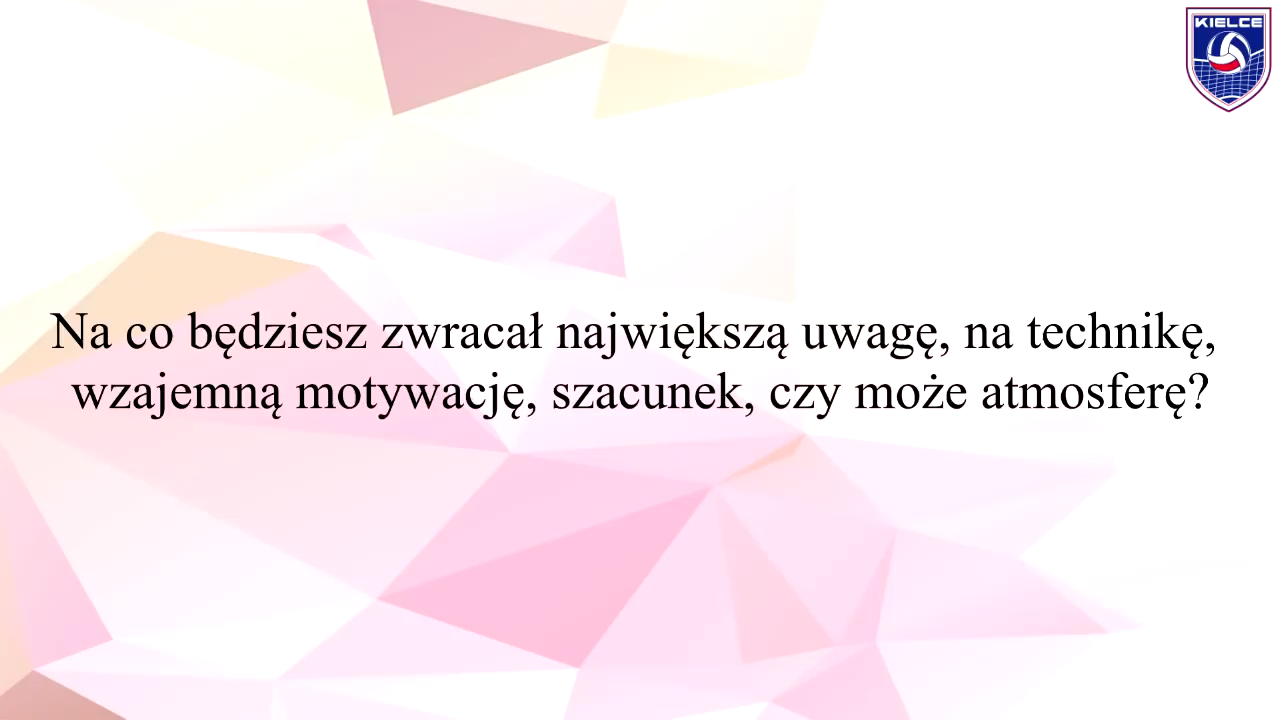 KIELCE
Na co będziesz zwracał największą uwagę, na technikę,
wzajemną motywację, szacunek, czy może atmosferę?